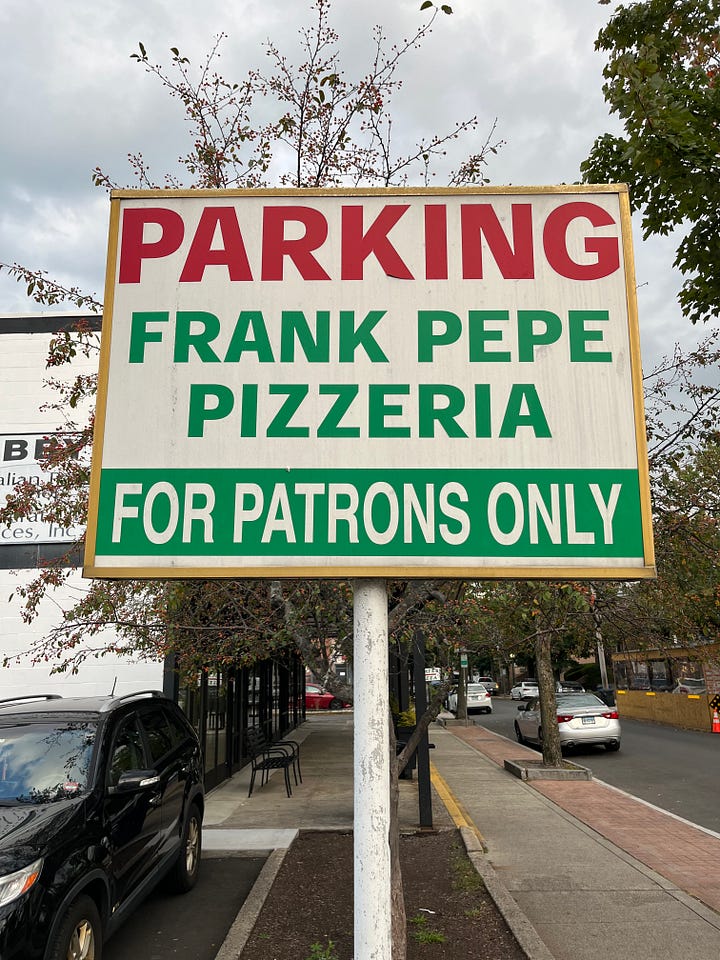 PARKING
FRANK PEPE
PIZZERIA
FOR PATRONS ONLY